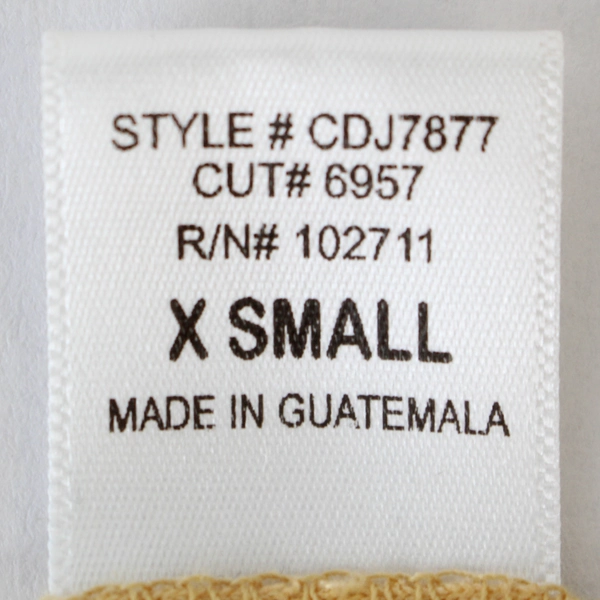 STYLE # CDJ7877
CUT# 6957
R/N# 102711
X SMALL
MADE IN GUATEMALA